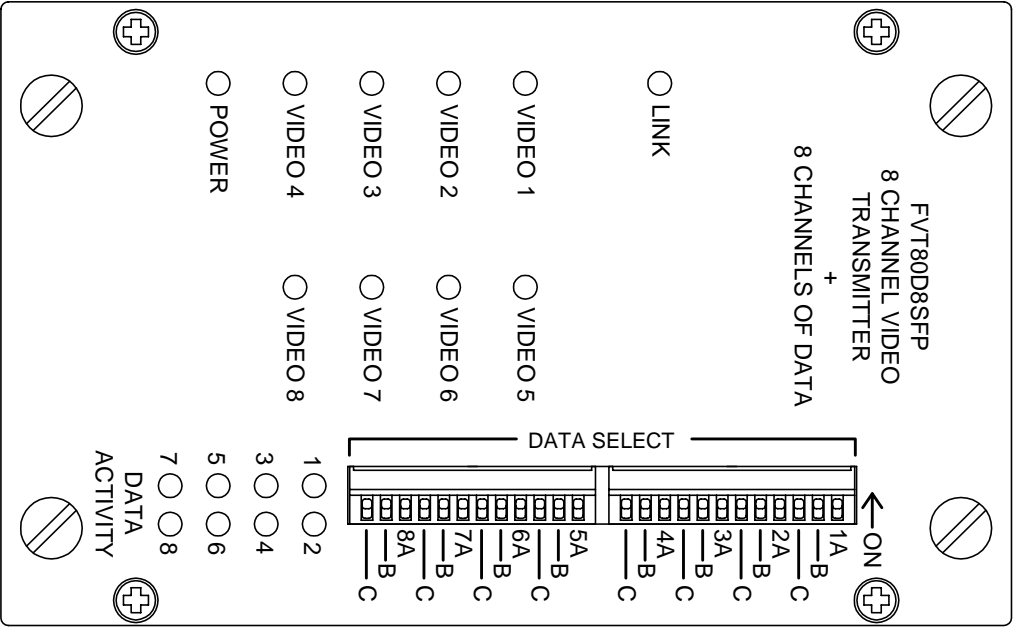 FVT80D8SFP
8 CHANNEL VIDEO
TRANSMITTER
+
8 CHANNELS OF DATA
LINK
VIDEO 1
VIDEO 2
VIDEO 3
VIDEO 4
POWER
VIDEO 5
VIDEO 6
VIDEO 7
VIDEO 8
DATA SELECT
ON
1A
B
C
2A
B
C
3A
B
C
4A
B
C
5A
B
C
6A
B
C
7A
B
C
8A
B
C
1 2
3 4
5 6
7 8
DATA
ACTIVITY